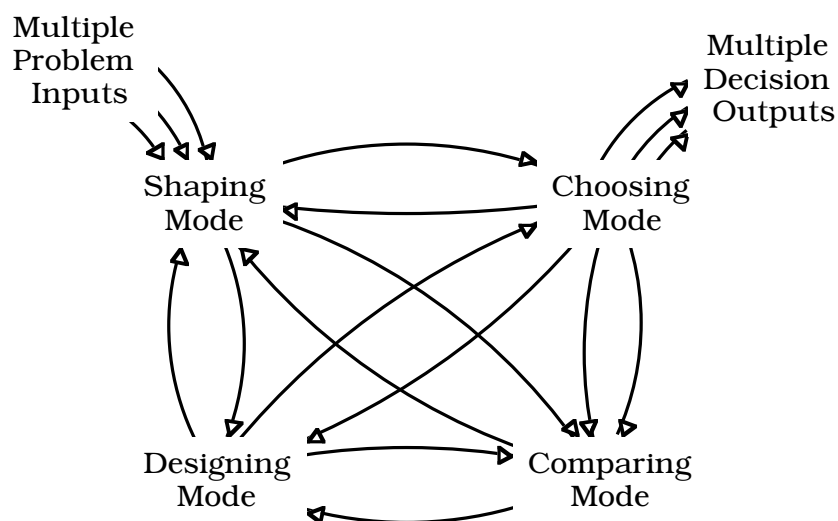 Multiple
Problem
Inputs
Multiple
Decision
Outputs
Shaping
Mode
Choosing
Mode
Designing
Mode
Comparing
Mode